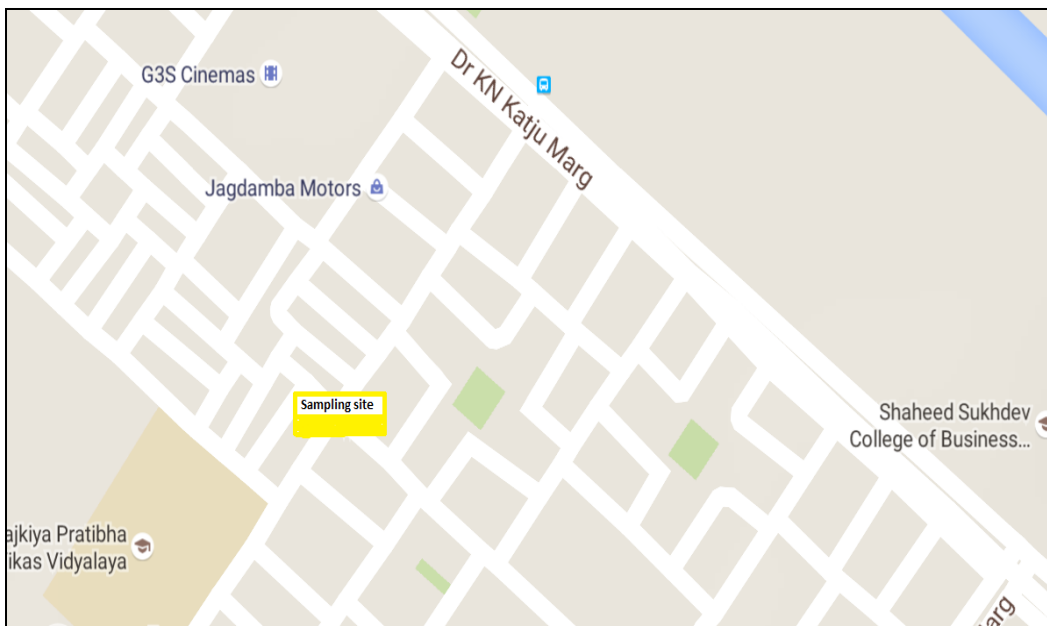 G3S Cinemas
Dr KN Katju Marg
Jagdamba Motors
Sampling site
Shaheed Sukhdev
College of Business...
ajkiya Pratibha
ikas Vidyalaya
arg